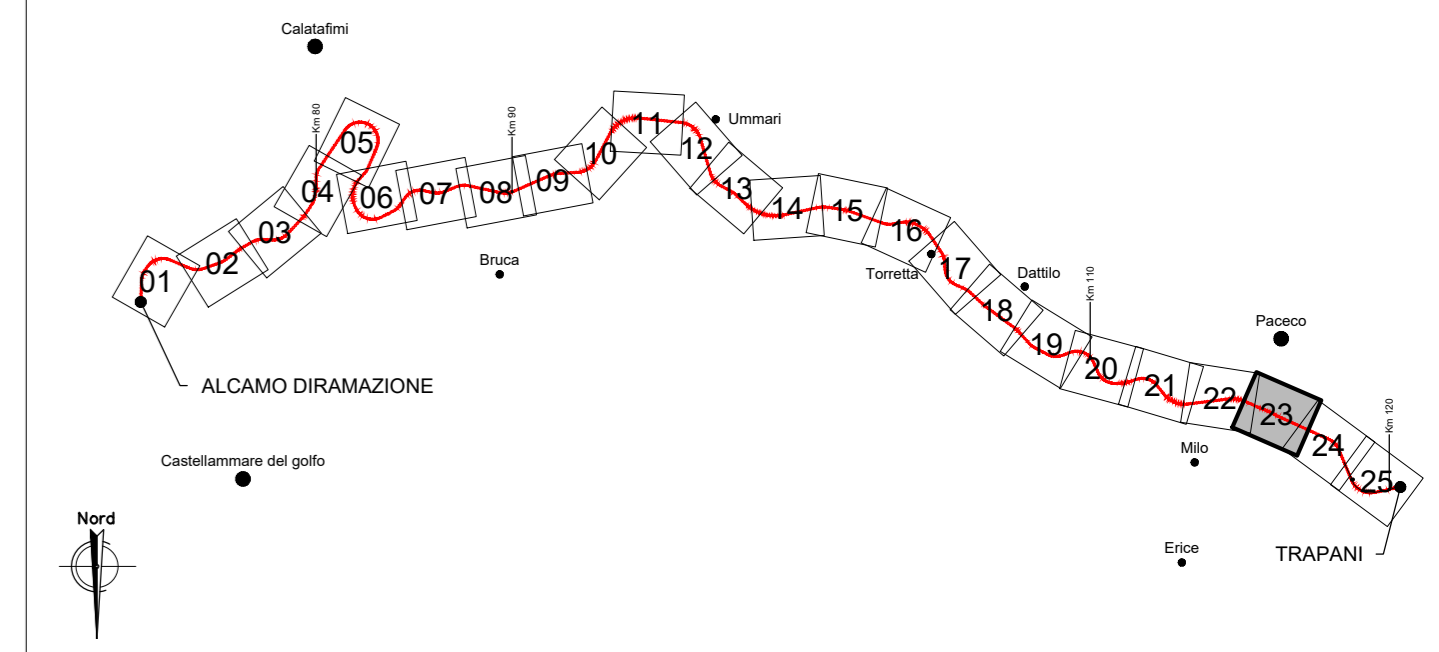 Calatafimi
Km 80
Km 90
Ummari
01
02
03
04
05
06
07
08
09
10
11
12
13
14
15
16
17
18
19
20
21
22
23
24
25
Bruca
Torretta
Dattilo
Km 110
Paceco
Km 120
ALCAMO DIRAMAZIONE
Castellammare del golfo
Milo
Nord
Erice
TRAPANI